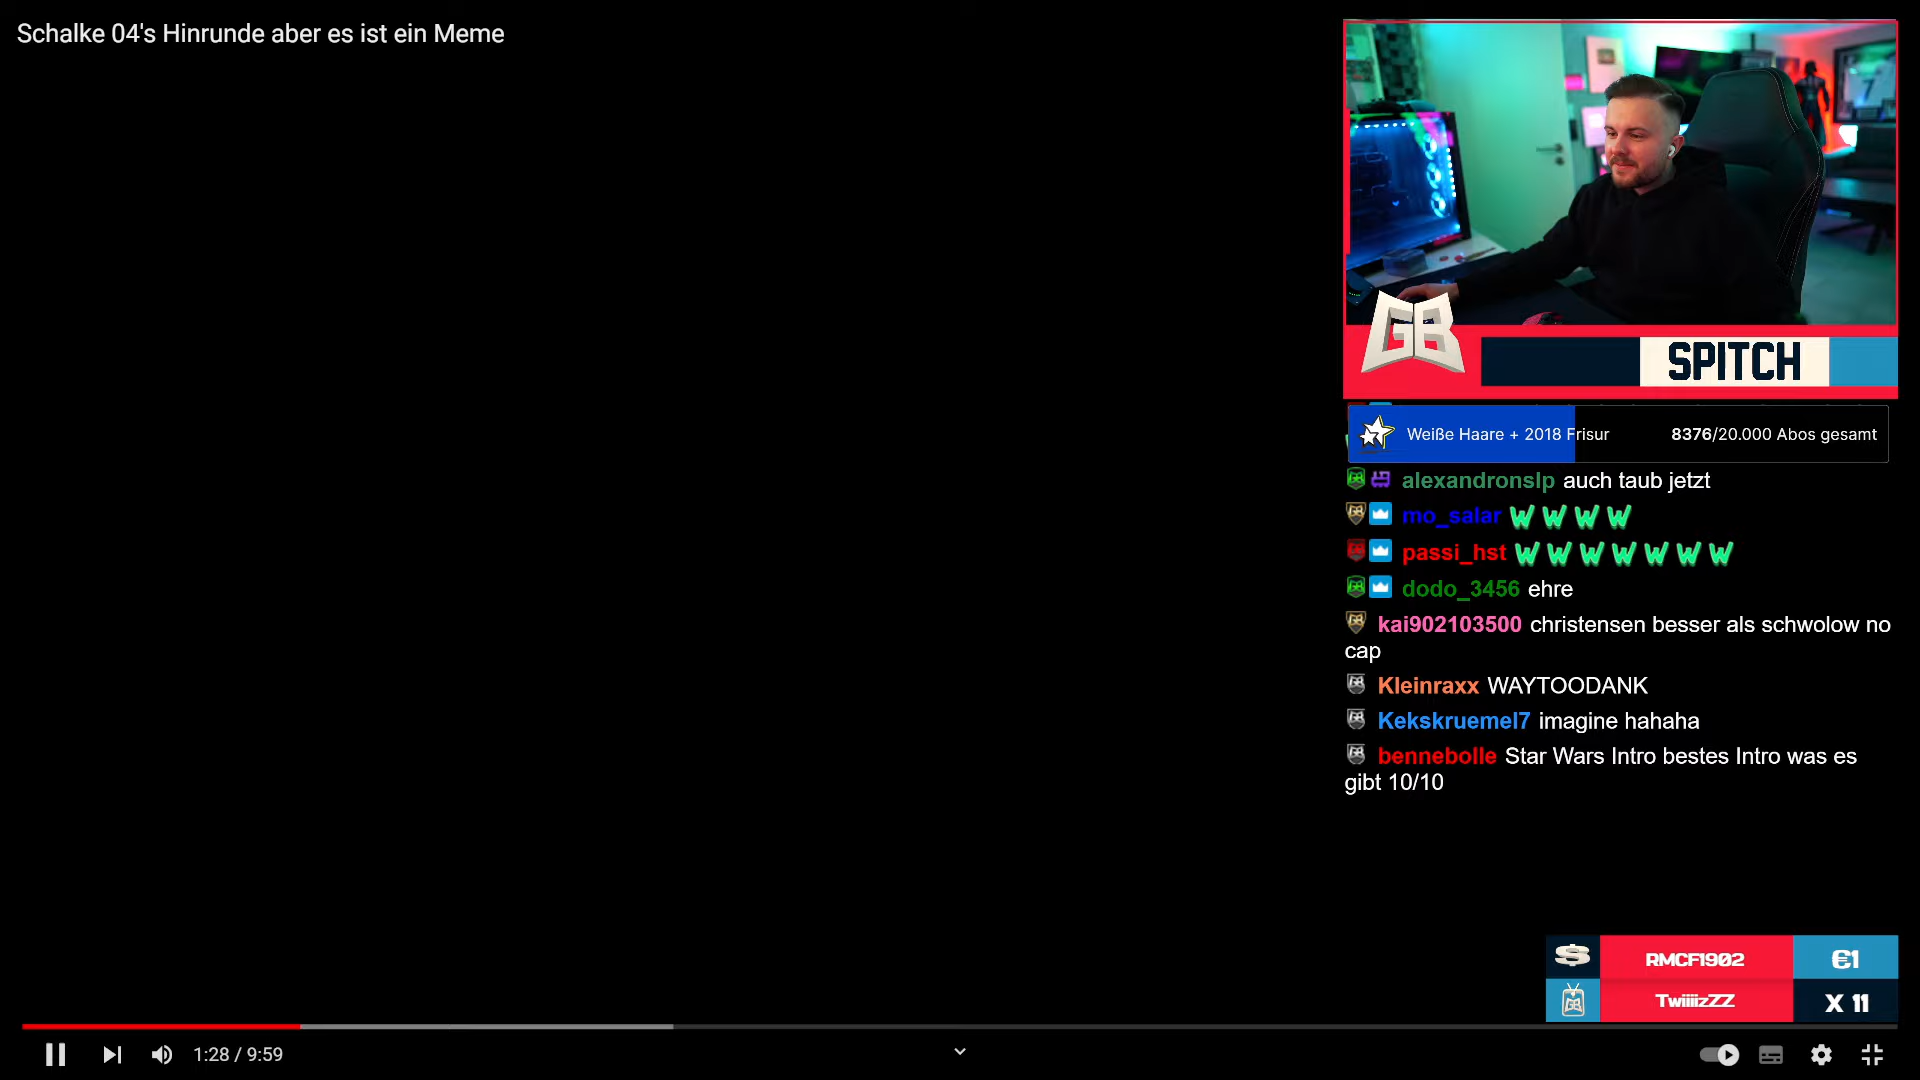 Schalke 04's Hinrunde aber es ist ein Meme
GB
SPITCH
Weiße Haare + 2018 Frisur
8376/20.000 Abos gesamt
alexandronslp auch taub jetzt
mo_salar W W W W
passi_hst W W W W W W W
dodo_3456 ehre
kai902103500 christensen besser als schwolow no
cap
Kleinraxx WAYTOODANK
Kekskruemel7 imagine hahaha
bennebolle Star Wars Intro bestes Intro was es
gibt 10/10
RMCF1902 €1
TwiiiizZZ X 11
1:28 / 9:59